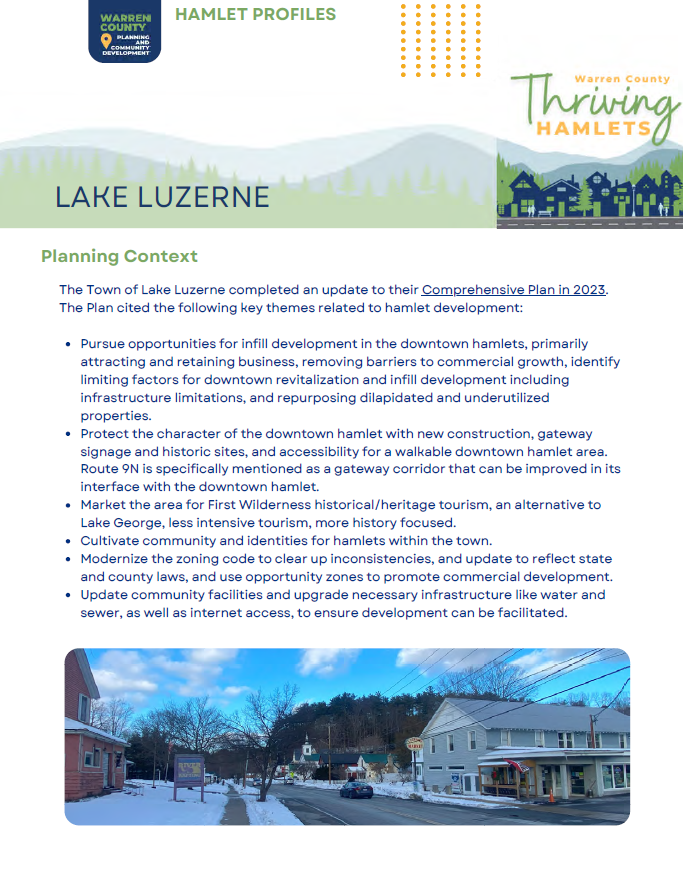 WARREN
COUNTY
PLANNING
AND
COMMUNITY
DEVELOPMENT
HAMLET PROFILES
Warren County
Thriving
HAMLETS
LAKE LUZERNE
Planning Context
The Town of Lake Luzerne completed an update to their Comprehensive Plan in 2023.
The Plan cited the following key themes related to hamlet development:
• Pursue opportunities for infill development in the downtown hamlets, primarily
attracting and retaining business, removing barriers to commercial growth, identify
limiting factors for downtown revitalization and infill development including
infrastructure limitations, and repurposing dilapidated and underutilized
properties.
• Protect the character of the downtown hamlet with new construction, gateway
signage and historic sites, and accessibility for a walkable downtown hamlet area.
Route 9N is specifically mentioned as a gateway corridor that can be improved in its
interface with the downtown hamlet.
• Market the area for First Wilderness historical/heritage tourism, an alternative to
Lake George, less intensive tourism, more history focused.
• Cultivate community and identities for hamlets within the town.
• Modernize the zoning code to clear up inconsistencies, and update to reflect state
and county laws, and use opportunity zones to promote commercial development.
• Update community facilities and upgrade necessary infrastructure like water and
sewer, as well as internet access, to ensure development can be facilitated.